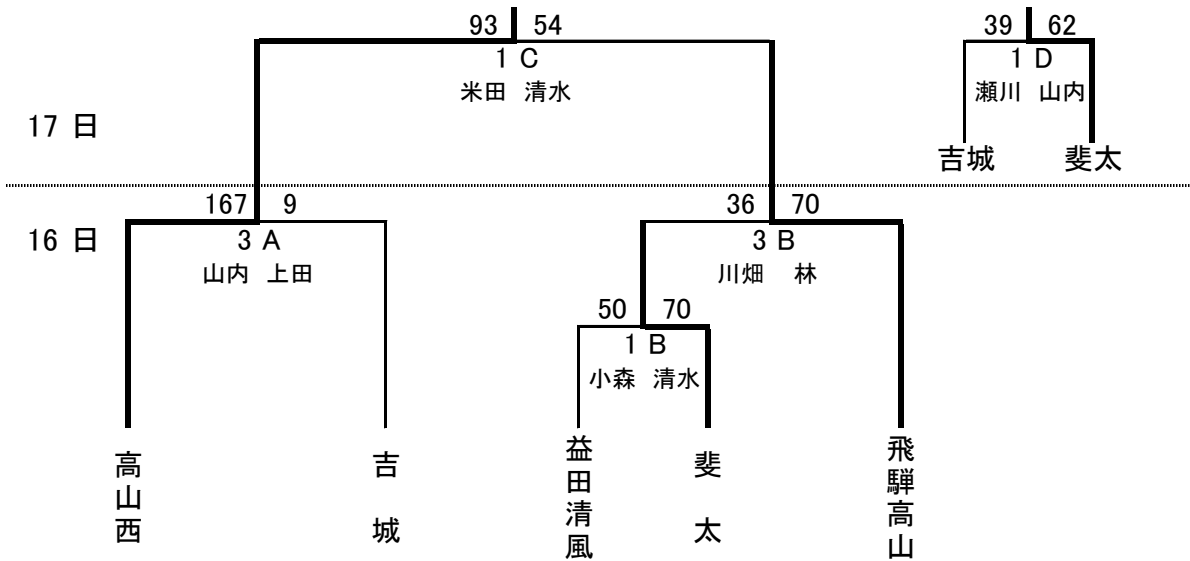 93 54
1 C
米田 清水
39 62
1 D
瀬川 山内
17 日
吉城 斐太
167 9
3 A
山内 上田
16 日
36 70
3 B
川畑 林
50 70
1 B
小森 清水
高山西
吉城
益田清風
斐太
飛騨高山